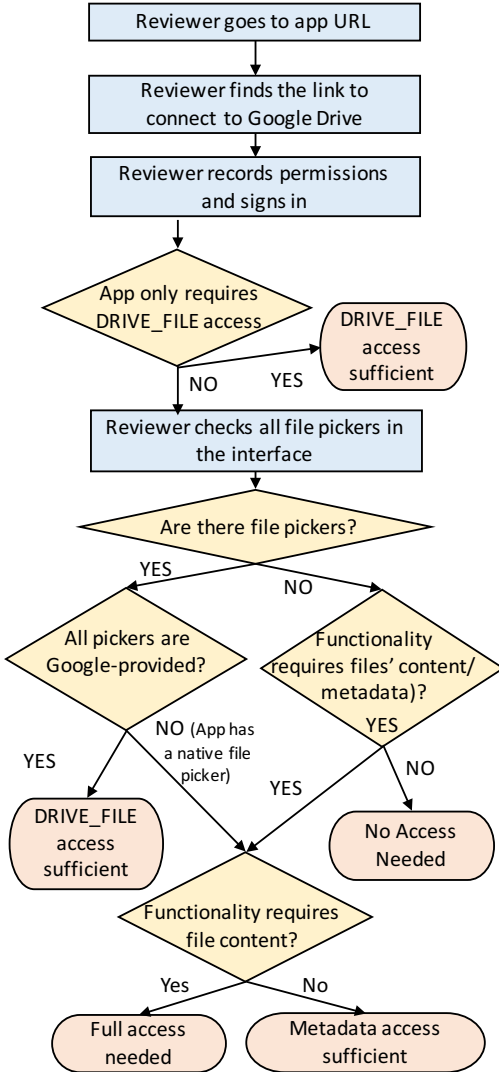 Reviewer goes to app URL
Reviewer finds the link to
connect to Google Drive
Reviewer records permissions
and signs in
App only requires
DRIVE_FILE access
DRIVE_FILE
access
sufficient
NO
YES
Reviewer checks all file pickers in
the interface
Are there file pickers?
YES
NO
All pickers are
Google-provided?
Functionality
requires files' content/
metadata)?
YES
NO (App has
a native file
picker)
YES
YES
NO
DRIVE_FILE
access
sufficient
No Access
Needed
Functionality requires
file content?
Yes
No
Full access
needed
Metadata access
sufficient